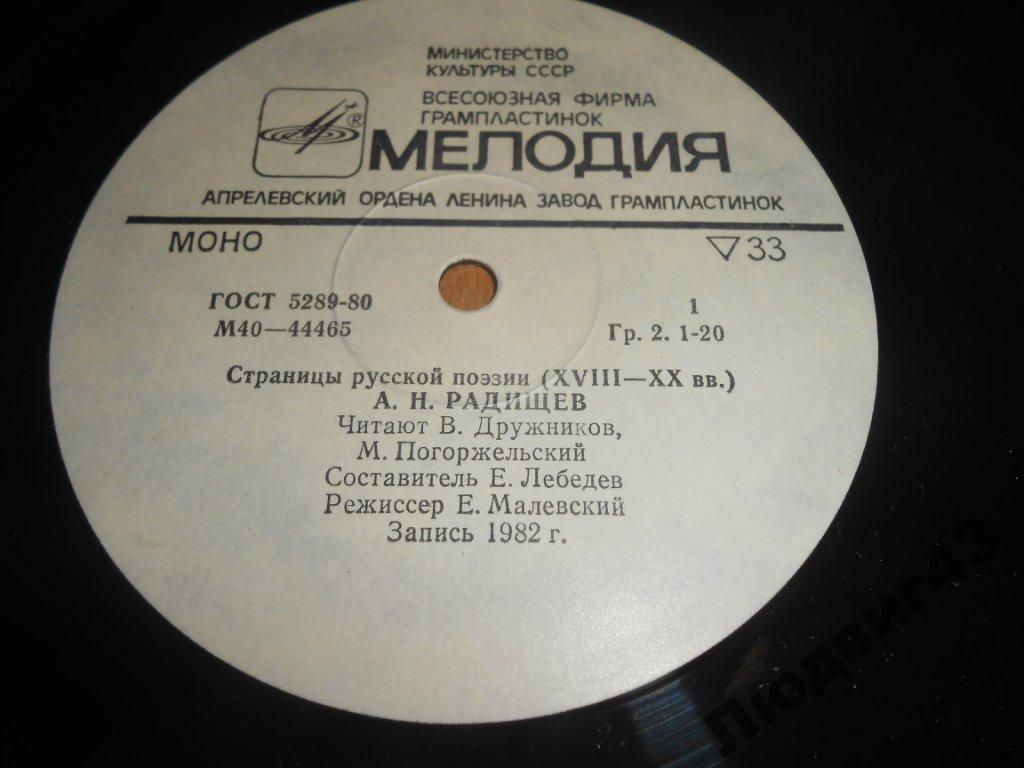 МИНИСТЕРСТВО
КУЛЬТУРЫ СССР
ВСЕСОЮЗНАЯ ФИРМА
ГРАМПЛАСТИНОК
®
МЕЛОДИЯ
АПРЕЛЕВСКИЙ ОРДЕНА ЛЕНИНА ЗАВОД ГРАМПЛАСТИНОК
МОНО ▽33
ГОСТ 5289-80 1
М40—44465 Гр. 2. 1-20
Страницы русской поэзии (XVIII—XX вв.)
А. Н. РАДИЩЕВ
Читают В. Дружников,
М. Погоржельский
Составитель Е. Лебедев
Режиссер Е. Малевский
Запись 1982 г.
Людвиг43